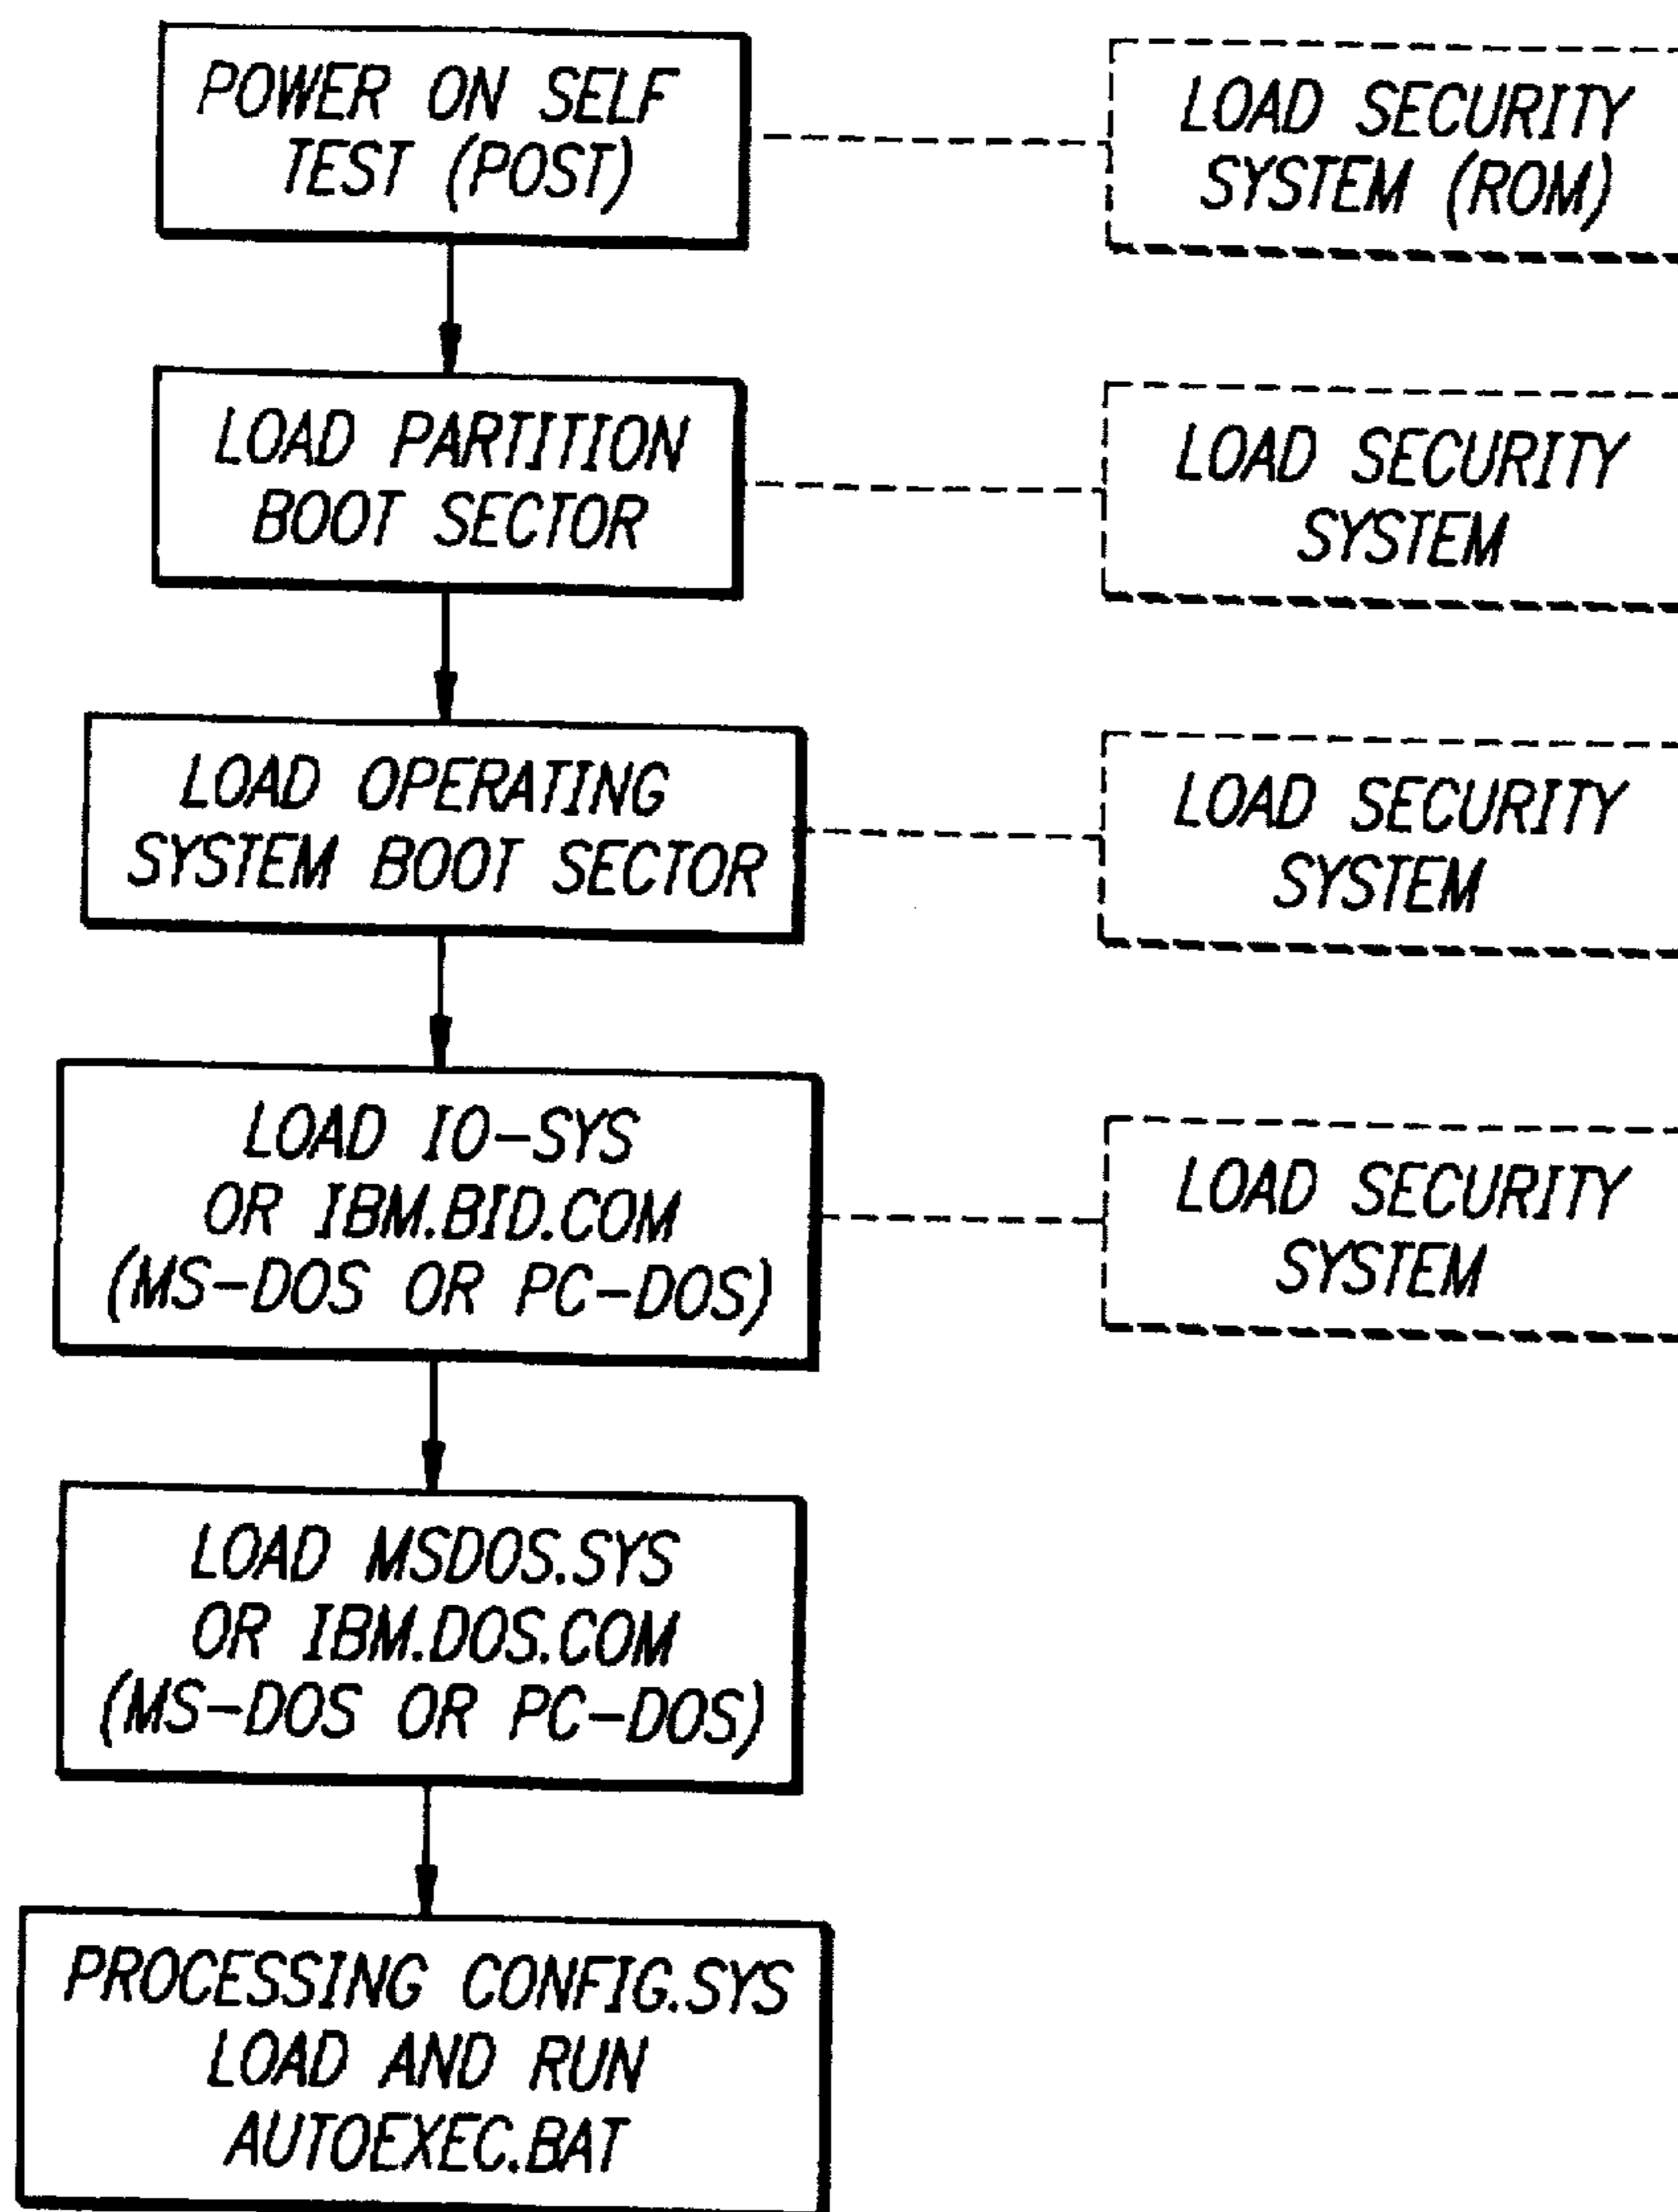 POWER ON SELF
TEST (POST)
LOAD SECURITY
SYSTEM (ROM)
LOAD PARTITION
BOOT SECTOR
LOAD SECURITY
SYSTEM
LOAD OPERATING
SYSTEM BOOT SECTOR
LOAD SECURITY
SYSTEM
LOAD IO-SYS
OR IBM.BID.COM
(MS-DOS OR PC-DOS)
LOAD SECURITY
SYSTEM
LOAD MSDOS.SYS
OR IBM.DOS.COM
(MS-DOS OR PC-DOS)
PROCESSING CONFIG.SYS
LOAD AND RUN
AUTOEXEC.BAT